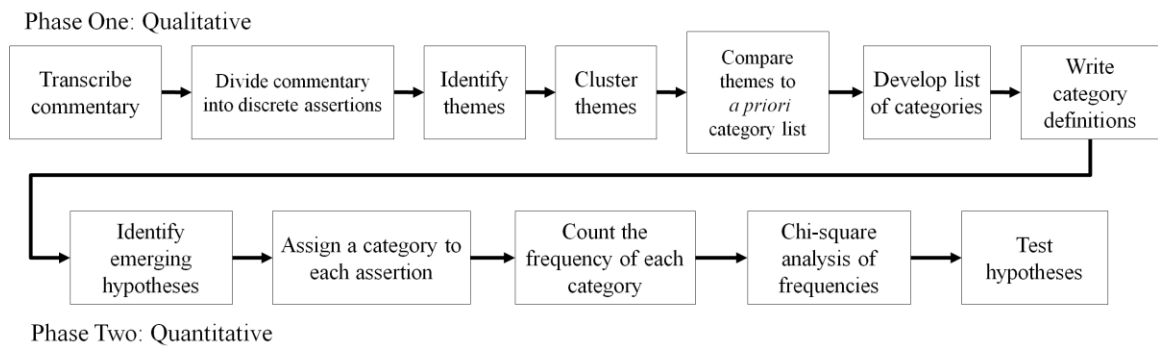 Phase One: Qualitative
Transcribe
commentary
Divide commentary
into discrete assertions
Identify
themes
Cluster
themes
Compare
themes to
a priori
category list
Develop list
of categories
Write
category
definitions
Identify
emerging
hypotheses
Assign a category to
each assertion
Count the
frequency of each
category
Chi-square
analysis of
frequencies
Test
hypotheses
Phase Two: Quantitative